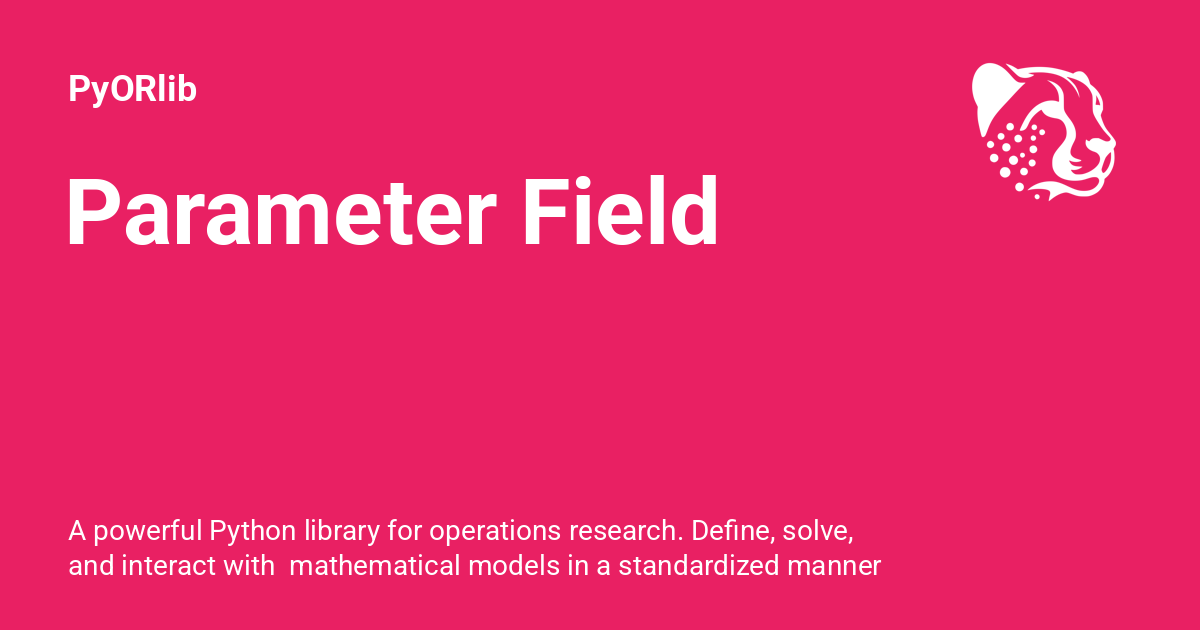 PyORlib
Parameter Field
A powerful Python library for operations research. Define, solve,
and interact with  mathematical models in a standardized manner